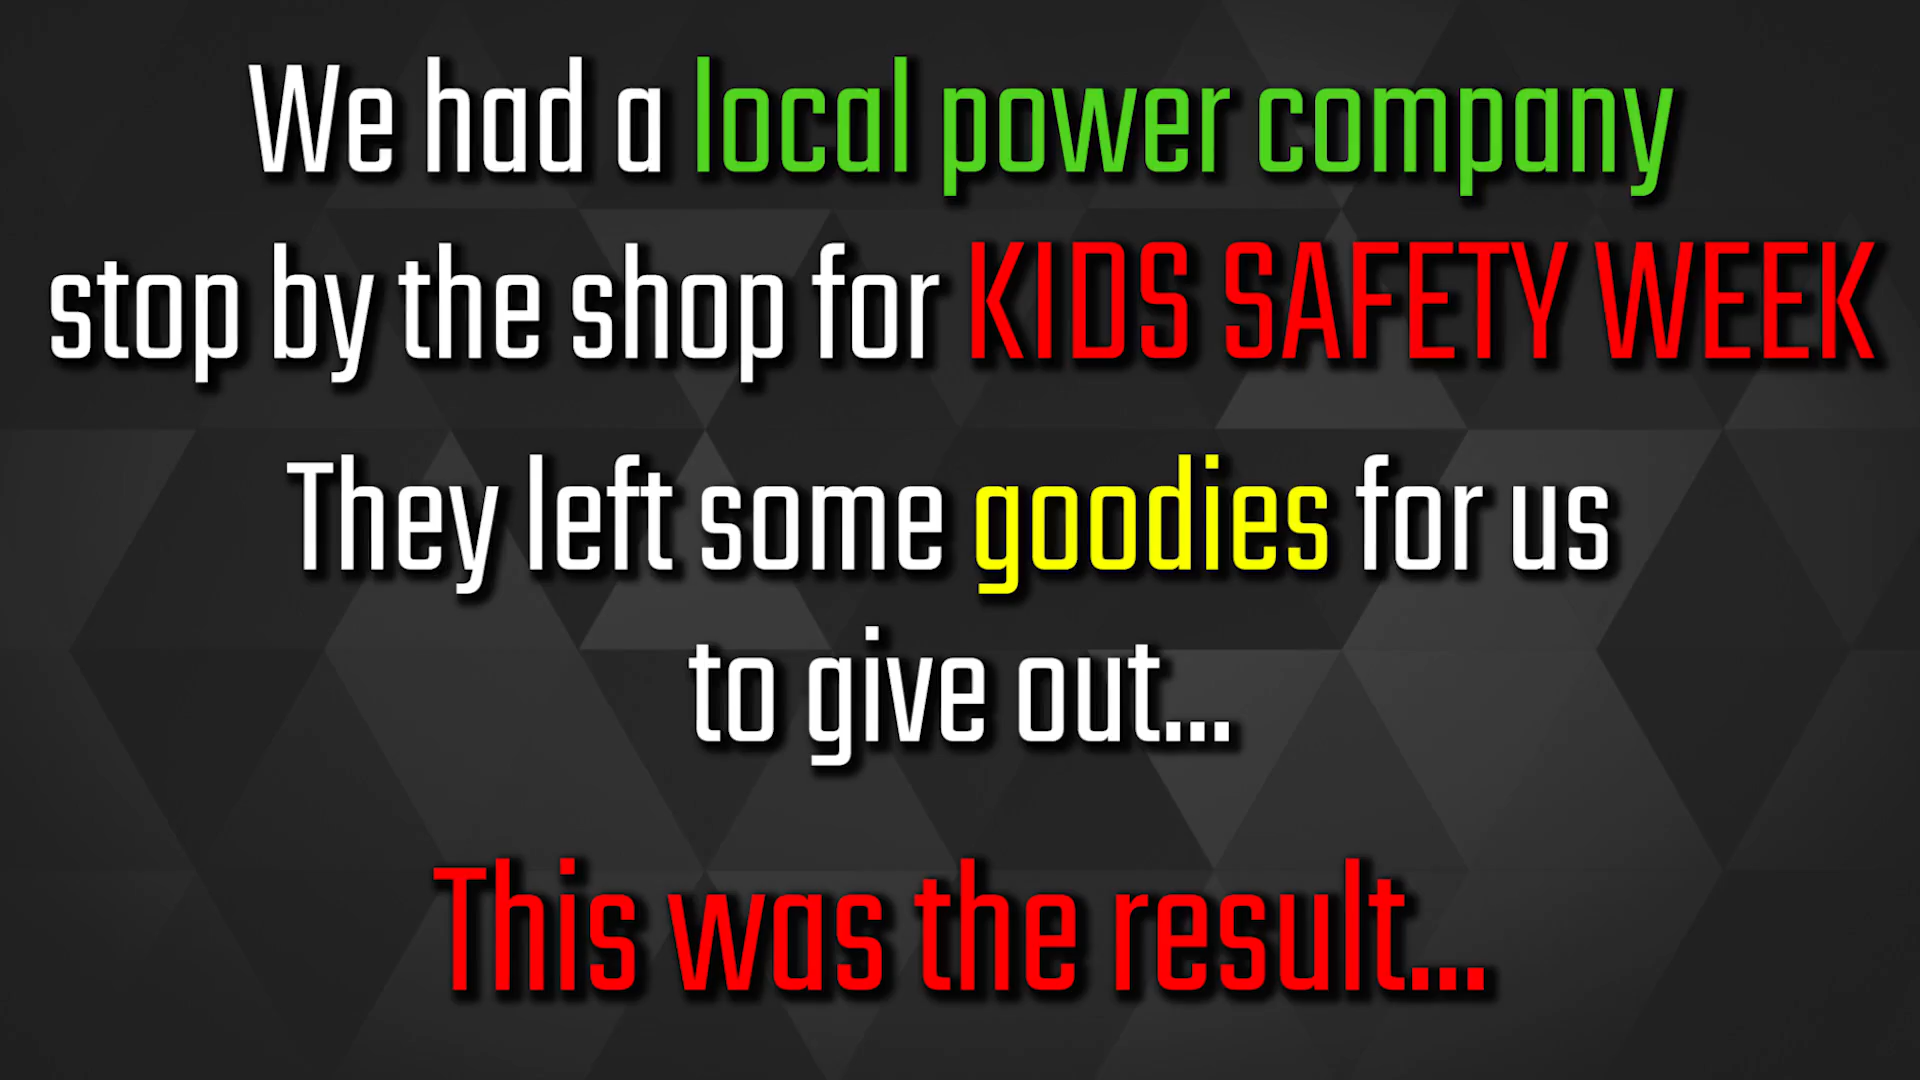 We had a local power company
stop by the shop for KIDS SAFETY WEEK
They left some goodies for us
to give out...
This was the result...